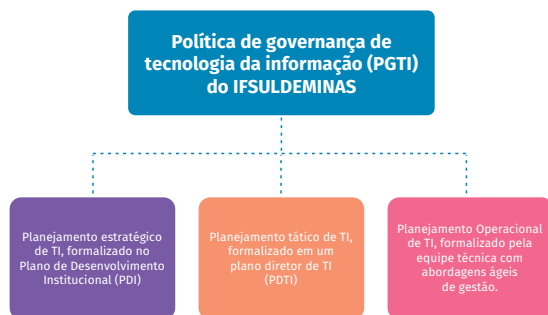 Política de governança de
tecnologia da informação (PGTI)
do IFSULDEMINAS
Planejamento estratégico
de TI, formalizado no
Plano de Desenvolvimento
Institucional (PDI)
Planejamento tático de TI,
formalizado em um
plano diretor de TI
(PDTI)
Planejamento Operacional
de TI, formalizado pela
equipe técnica com
abordagens ágeis
de gestão.